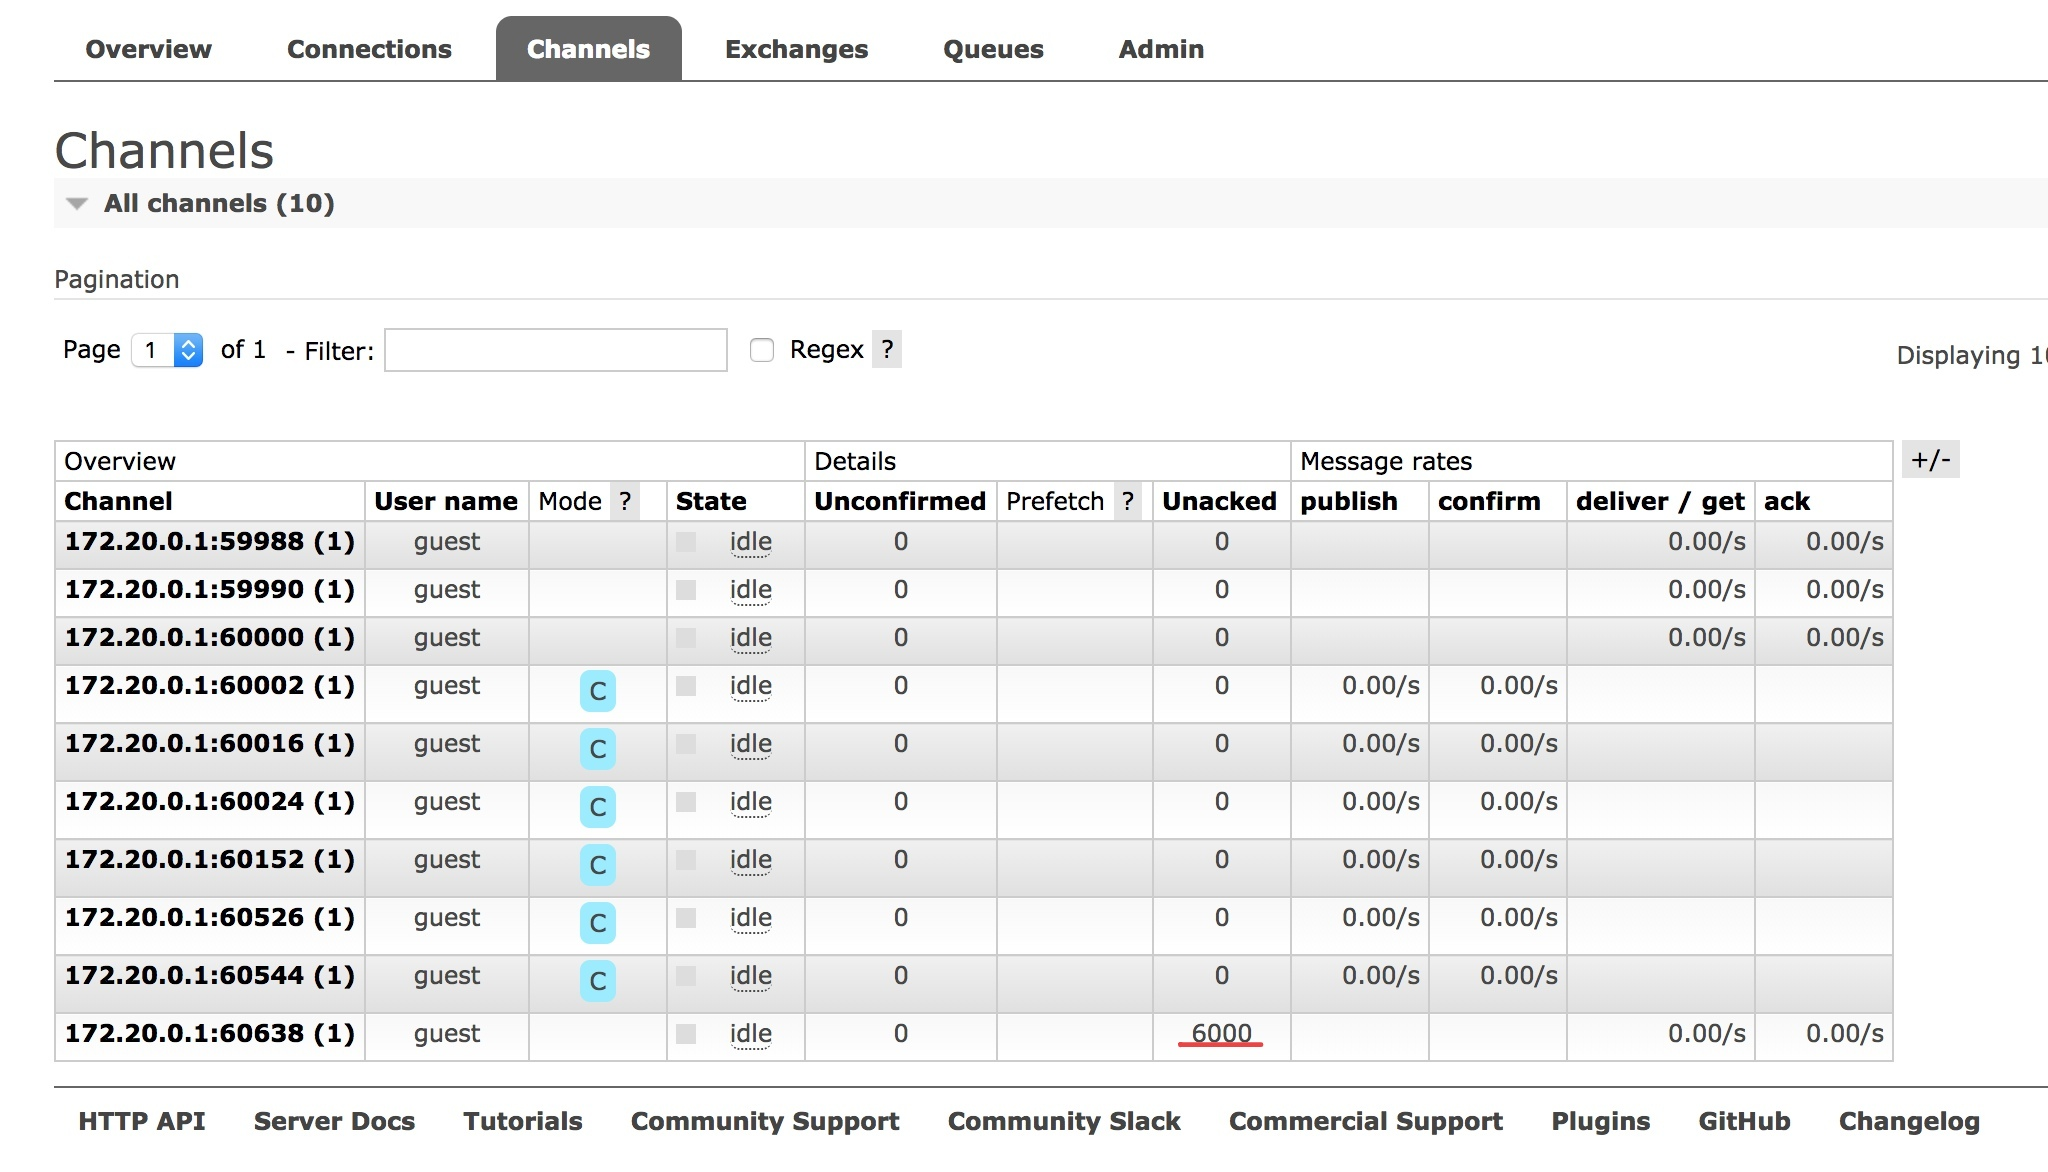 Overview Connections Channels Exchanges Queues Admin
Channels
All channels (10)
Pagination
Page 1 of 1 - Filter: Regex ?
Displaying 10
Overview Details Message rates +/-
Channel User name Mode ? State Unconfirmed Prefetch ? Unacked publish confirm deliver / get ack
172.20.0.1:59988 (1) guest idle 0 0 0.00/s 0.00/s
172.20.0.1:59990 (1) guest idle 0 0 0.00/s 0.00/s
172.20.0.1:60000 (1) guest idle 0 0 0.00/s 0.00/s
172.20.0.1:60002 (1) guest C idle 0 0 0.00/s 0.00/s
172.20.0.1:60016 (1) guest C idle 0 0 0.00/s 0.00/s
172.20.0.1:60024 (1) guest C idle 0 0 0.00/s 0.00/s
172.20.0.1:60152 (1) guest C idle 0 0 0.00/s 0.00/s
172.20.0.1:60526 (1) guest C idle 0 0 0.00/s 0.00/s
172.20.0.1:60544 (1) guest C idle 0 0 0.00/s 0.00/s
172.20.0.1:60638 (1) guest idle 0 6000 0.00/s 0.00/s
HTTP API Server Docs Tutorials Community Support Community Slack Commercial Support Plugins GitHub Changelog